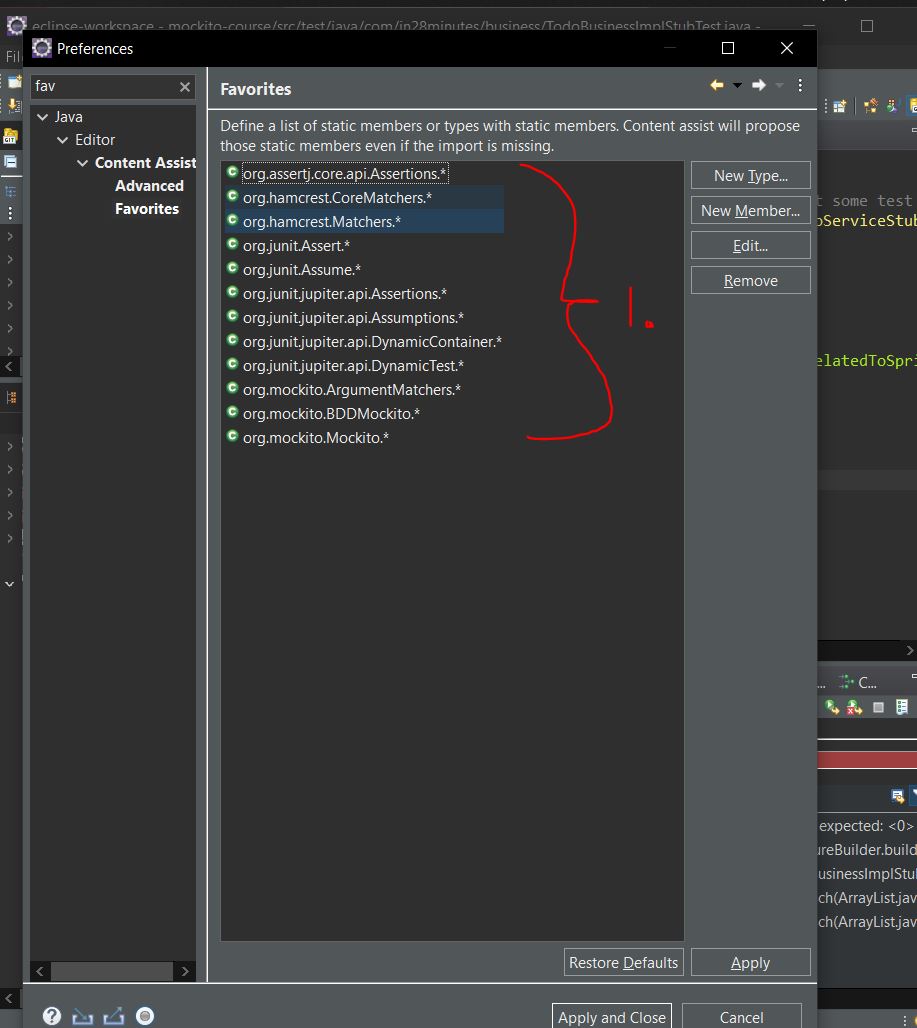 eclipse-workspace - mockito-course/src/test/java/com/in28minutes/business/TodoBusinessImplStubTest.java -
Preferences
Fil
fav
Favorites
Java
Editor
Content Assist
Advanced
Favorites
Define a list of static members or types with static members. Content assist will propose
those static members even if the import is missing.
org.assertj.core.api.Assertions.*
org.hamcrest.CoreMatchers.*
org.hamcrest.Matchers.*
org.junit.Assert.*
org.junit.Assume.*
org.junit.jupiter.api.Assertions.*
org.junit.jupiter.api.Assumptions.*
org.junit.jupiter.api.DynamicContainer.*
org.junit.jupiter.api.DynamicTest.*
org.mockito.ArgumentMatchers.*
org.mockito.BDDMockito.*
org.mockito.Mockito.*
1.
New Type...
New Member...
Edit...
Remove
t some test
oServiceStub
elatedToSpri
... C...
expected: <0>
ureBuilder.build
usinessImplStub
ch(ArrayList.jav
ch(ArrayList.jav
Restore Defaults
Apply
Apply and Close
Cancel
GIT